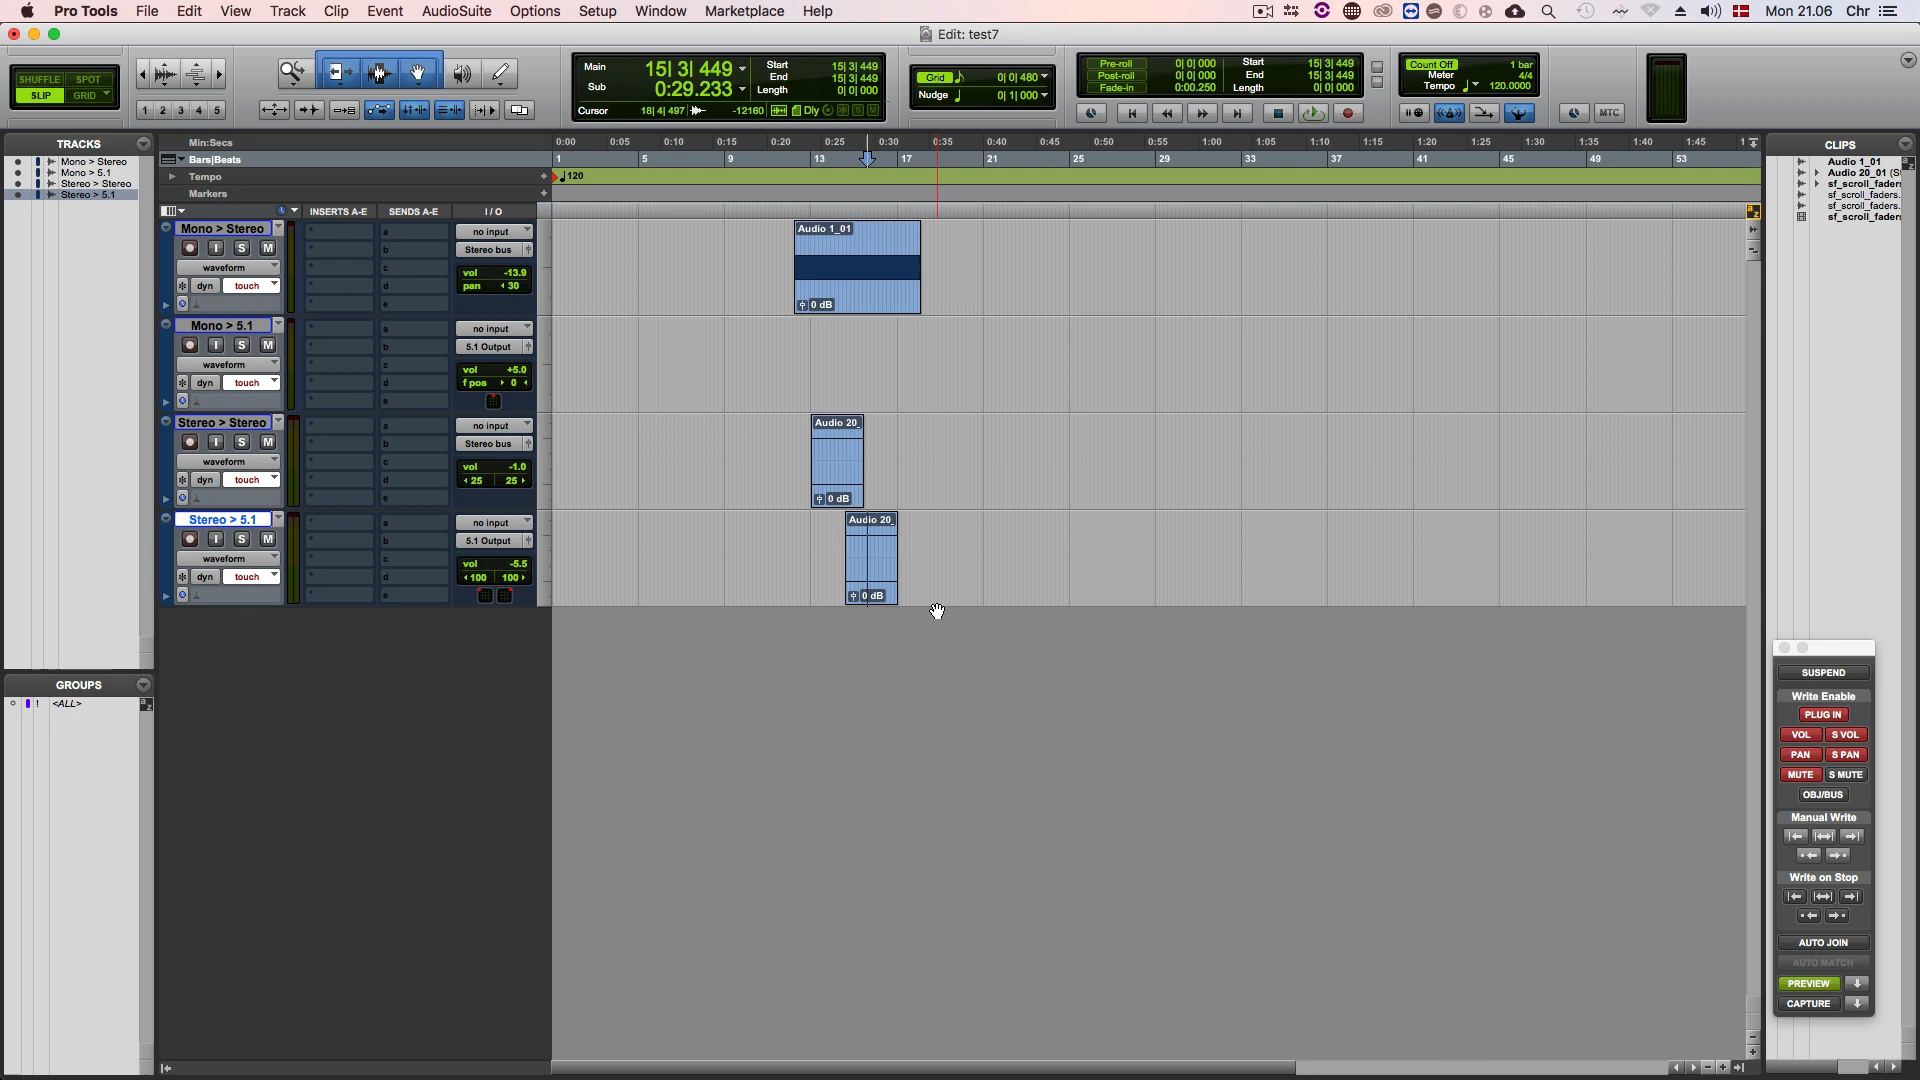 Pro Tools File Edit View Track Clip Event AudioSuite Options Setup Window Marketplace Help Mon 21.06 Chr
Edit: test7
SHUFFLE SPOT
SLIP GRID
1 2 3 4 5
Main 15| 3| 449
Sub 0:29.233
Start 15| 3| 449
End 15| 3| 449
Length 0| 0| 000
Cursor 18| 4| 497 -12160 Dly S M
Grid 0| 0| 480
Nudge 0| 1| 000
Pre-roll 0| 0| 000
Post-roll 0| 0| 000
Fade-in 0:00.250
Start 15| 3| 449
End 15| 3| 449
Length 0| 0| 000
Count Off 1 bar
Meter 4/4
Tempo 120.0000
MTC
TRACKS
Mono > Stereo
Mono > 5.1
Stereo > Stereo
Stereo > 5.1
Min:Secs 0:00 0:05 0:10 0:15 0:20 0:25 0:30 0:35 0:40 0:45 0:50 0:55 1:00 1:05 1:10 1:15 1:20 1:25 1:30 1:35 1:40 1:45 1
Bars|Beats 1 5 9 13 17 21 25 29 33 37 41 45 49 53
Tempo + 120
Markers +
INSERTS A-E SENDS A-E I / O
Mono > Stereo
I S M
waveform
dyn touch
a
b
c
d
e
no input
Stereo bus
vol -13.9
pan 30
Audio 1_01
0 dB
Mono > 5.1
I S M
waveform
dyn touch
a
b
c
d
e
no input
5.1 Output
vol +5.0
f pos 0
Stereo > Stereo
I S M
waveform
dyn touch
a
b
c
d
e
no input
Stereo bus
vol -1.0
25 25
Audio 20_
0 dB
Stereo > 5.1
I S M
waveform
dyn touch
a
b
c
d
e
no input
5.1 Output
vol -5.5
100 100
Audio 20_
0 dB
GROUPS
! <ALL>
a
z
CLIPS
Audio 1_01
Audio 20_01 (S
sf_scroll_faders
sf_scroll_faders.
sf_scroll_faders.
sf_scroll_faders
SUSPEND
Write Enable
PLUG IN
VOL S VOL
PAN S PAN
MUTE S MUTE
OBJ/BUS
Manual Write
Write on Stop
AUTO JOIN
AUTO MATCH
PREVIEW
CAPTURE